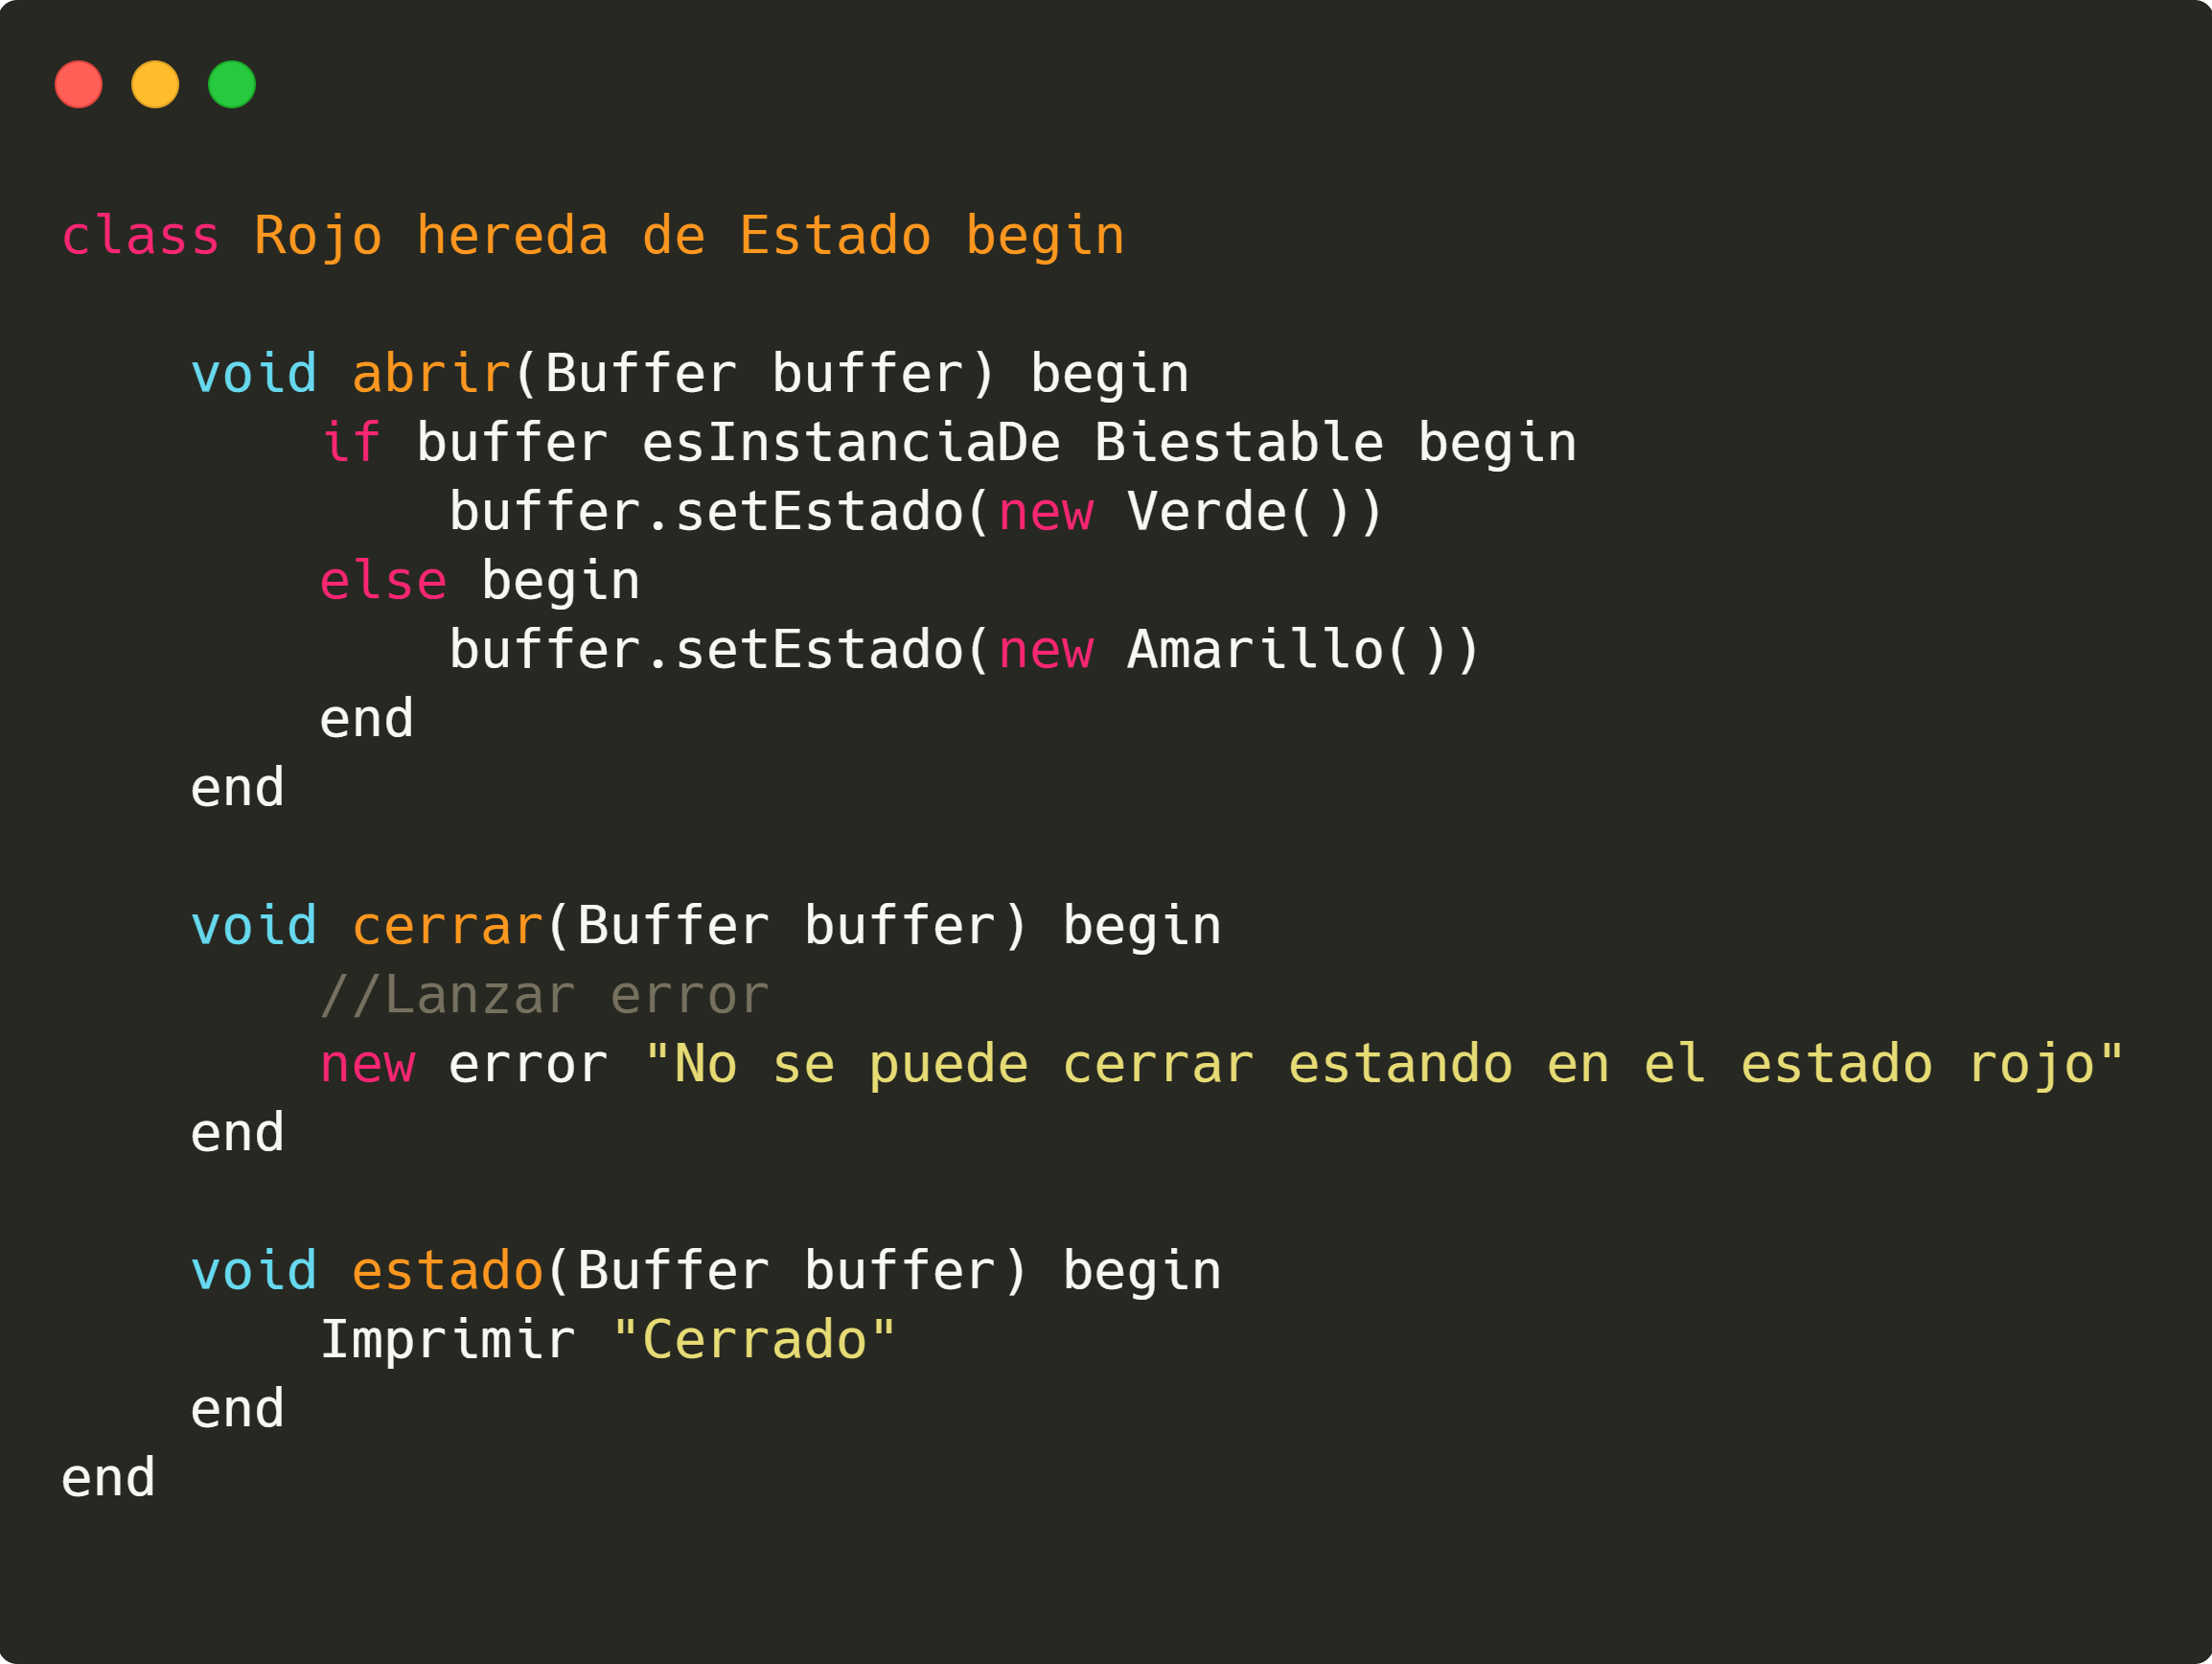 class Rojo hereda de Estado begin
void abrir(Buffer buffer) begin
if buffer esInstanciaDe Biestable begin
buffer.setEstado(new Verde())
else begin
buffer.setEstado(new Amarillo())
end
end
void cerrar(Buffer buffer) begin
//Lanzar error
new error "No se puede cerrar estando en el estado rojo"
end
void estado(Buffer buffer) begin
Imprimir "Cerrado"
end
end